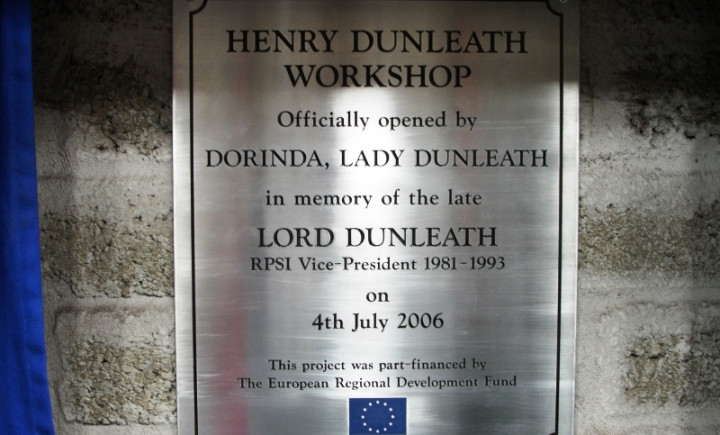 HENRY DUNLEATH
WORKSHOP
Officially opened by
DORINDA, LADY DUNLEATH
in memory of the late
LORD DUNLEATH
RPSI Vice-President 1981-1993
on
4th July 2006
This project was part-financed by
The European Regional Development Fund